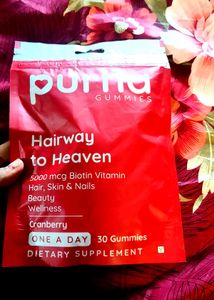 purna
GUMMIES
Hairway
to Heaven
5000 mcg Biotin Vitamin
Hair, Skin & Nails
Beauty
Wellness
Cranberry
ONE A DAY 30 Gummies
DIETARY SUPPLEMENT